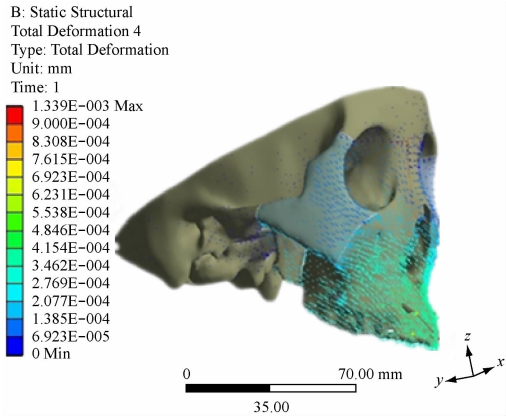 B: Static Structural
Total Deformation 4
Type: Total Deformation
Unit: mm
Time: 1
1.339E−003 Max
9.000E−004
8.308E−004
7.615E−004
6.923E−004
6.231E−004
5.538E−004
4.846E−004
4.154E−004
3.462E−004
2.769E−004
2.077E−004
1.385E−004
6.923E−005
0 Min
0 70.00 mm
35.00
z
x
y